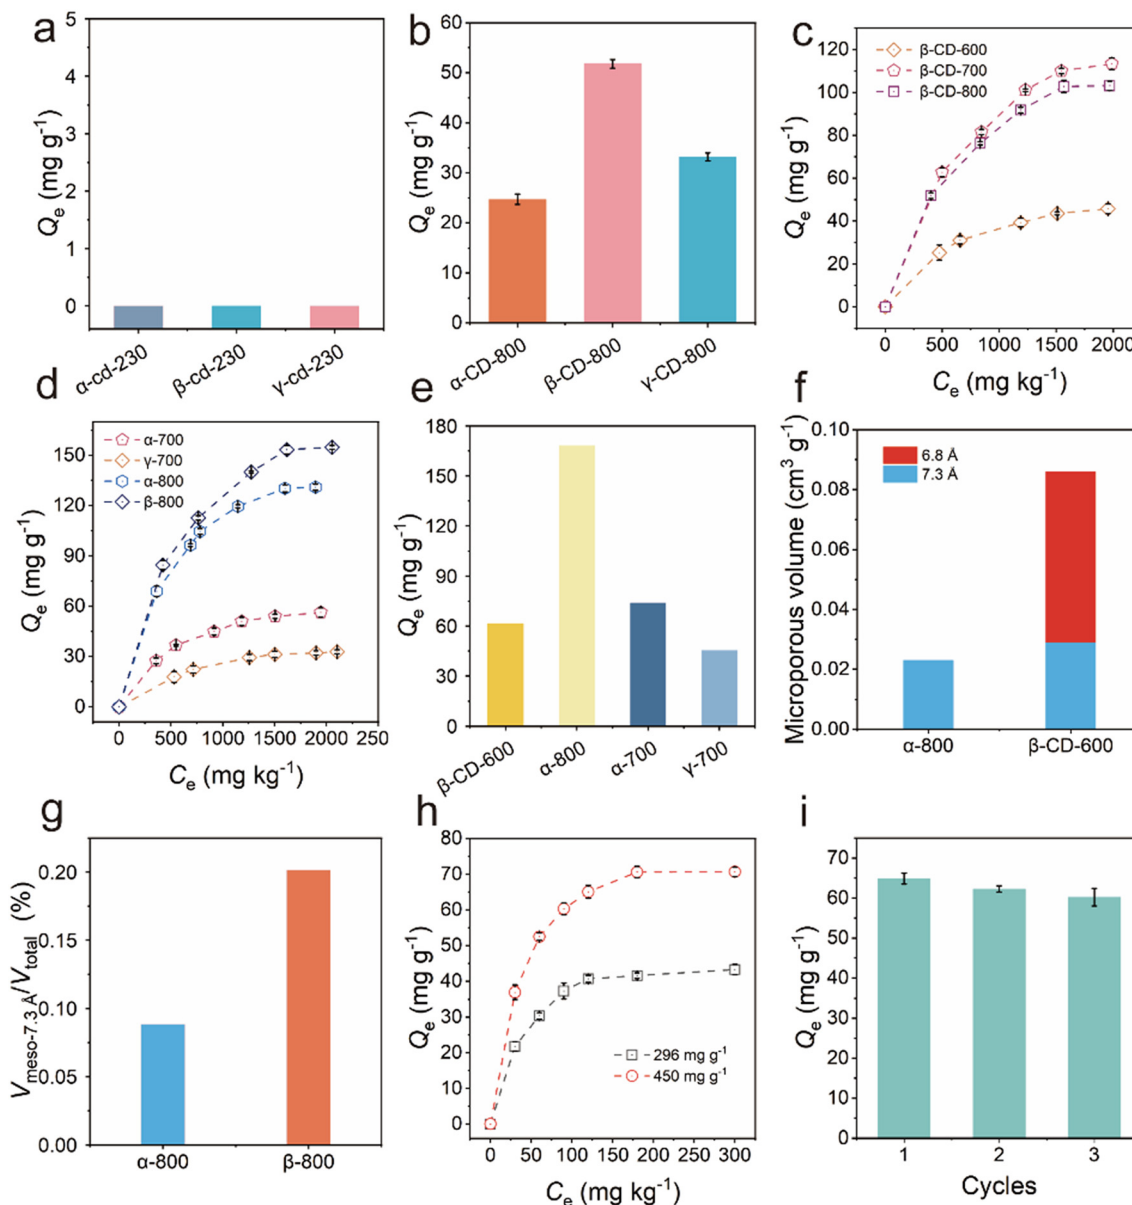 a
5
4
3
2
1
0
Qe (mg g⁻¹)
α-cd-230
β-cd-230
γ-cd-230
b
60
50
40
30
20
10
0
Qe (mg g⁻¹)
α-CD-800
β-CD-800
γ-CD-800
c
β-CD-600
β-CD-700
β-CD-800
120
100
80
60
40
20
0
Qe (mg g⁻¹)
0 500 1000 1500 2000
Ce (mg kg⁻¹)
d
α-700
γ-700
α-800
β-800
150
120
90
60
30
0
Qe (mg g⁻¹)
0 500 1000 1500 2000 250
Ce (mg kg⁻¹)
e
180
150
120
90
60
30
0
Qe (mg g⁻¹)
β-CD-600
α-800
α-700
γ-700
f
6.8 Å
7.3 Å
0.10
0.08
0.06
0.04
0.02
0.00
Microporous volume (cm³ g⁻¹)
α-800
β-CD-600
g
0.20
0.15
0.10
0.05
0.00
Vmeso-7.3 Å/Vtotal (%)
α-800
β-800
h
80
70
60
50
40
30
20
10
0
Qe (mg g⁻¹)
296 mg g⁻¹
450 mg g⁻¹
0 50 100 150 200 250 300
Ce (mg kg⁻¹)
i
70
60
50
40
30
20
10
0
Qe (mg g⁻¹)
1 2 3
Cycles